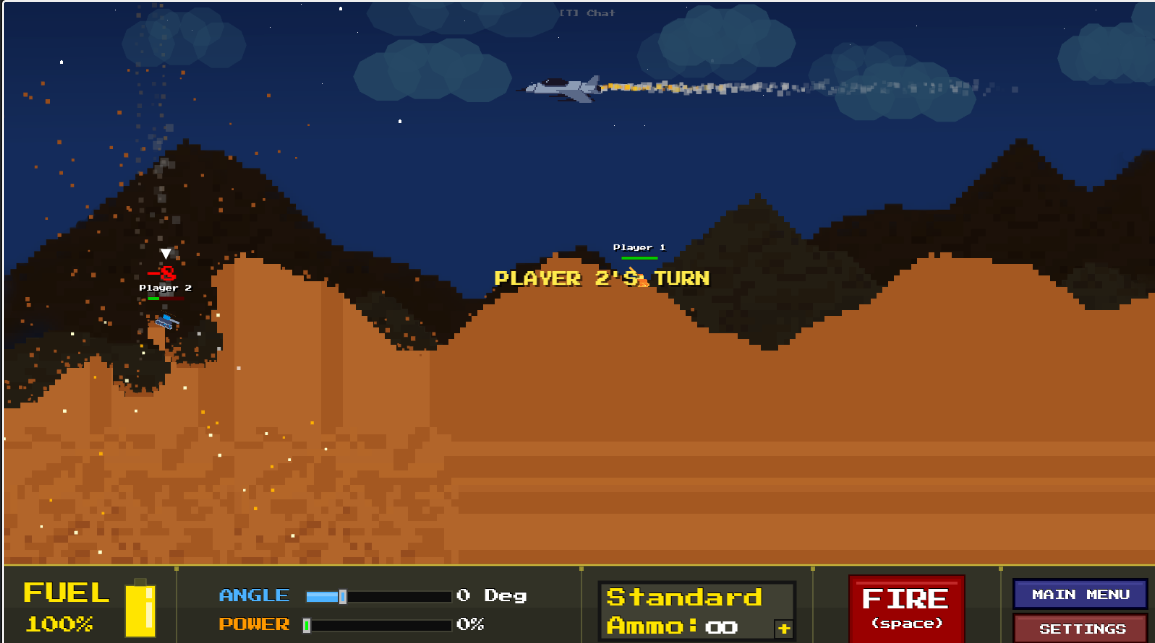 [T] Chat
Player 1
PLAYER 2'S TURN
-8
Player 2
FUEL
100%
ANGLE 0 Deg
POWER 0%
Standard
Ammo: ∞ +
FIRE
(space)
MAIN MENU
SETTINGS